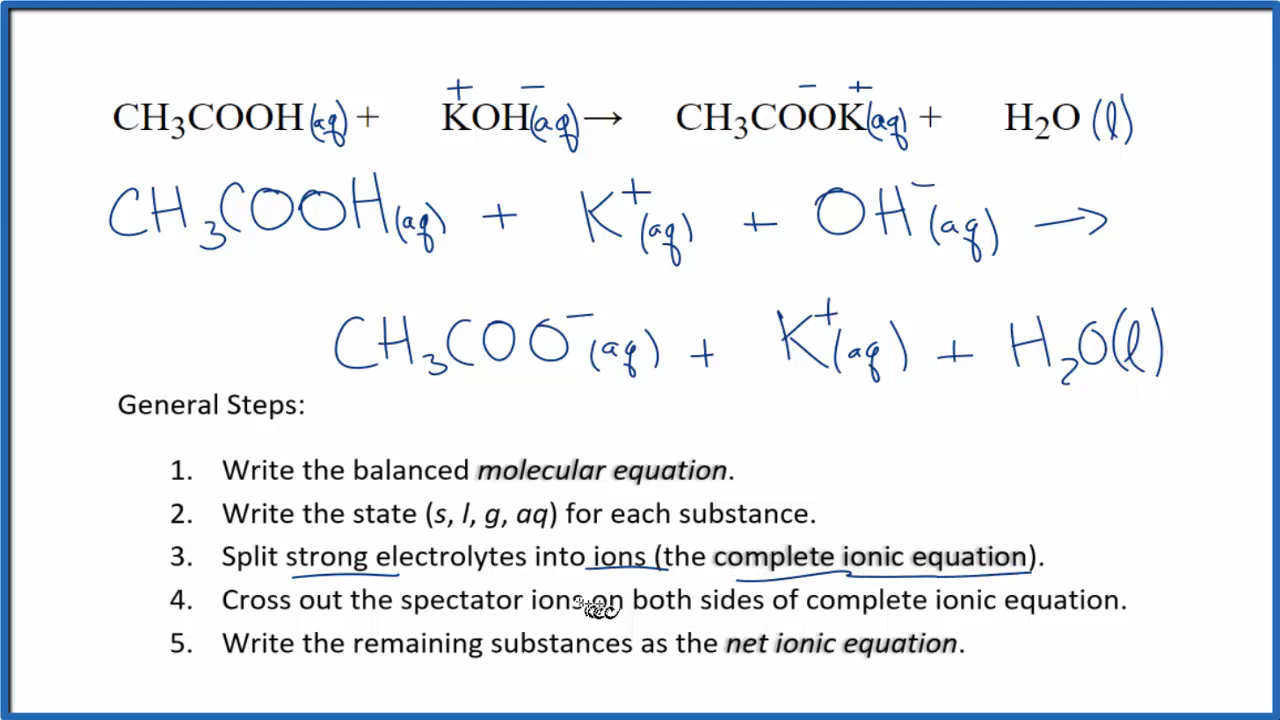 CH₃COOH(aq) + K⁺OH⁻(aq) → CH₃COO⁻K⁺(aq) + H₂O(l)
CH₃COOH(aq) + K⁺(aq) + OH⁻(aq) →
CH₃COO⁻(aq) + K⁺(aq) + H₂O(l)
General Steps:
1. Write the balanced molecular equation.
2. Write the state (s, l, g, aq) for each substance.
3. Split strong electrolytes into ions (the complete ionic equation).
4. Cross out the spectator ions on both sides of complete ionic equation.
5. Write the remaining substances as the net ionic equation.